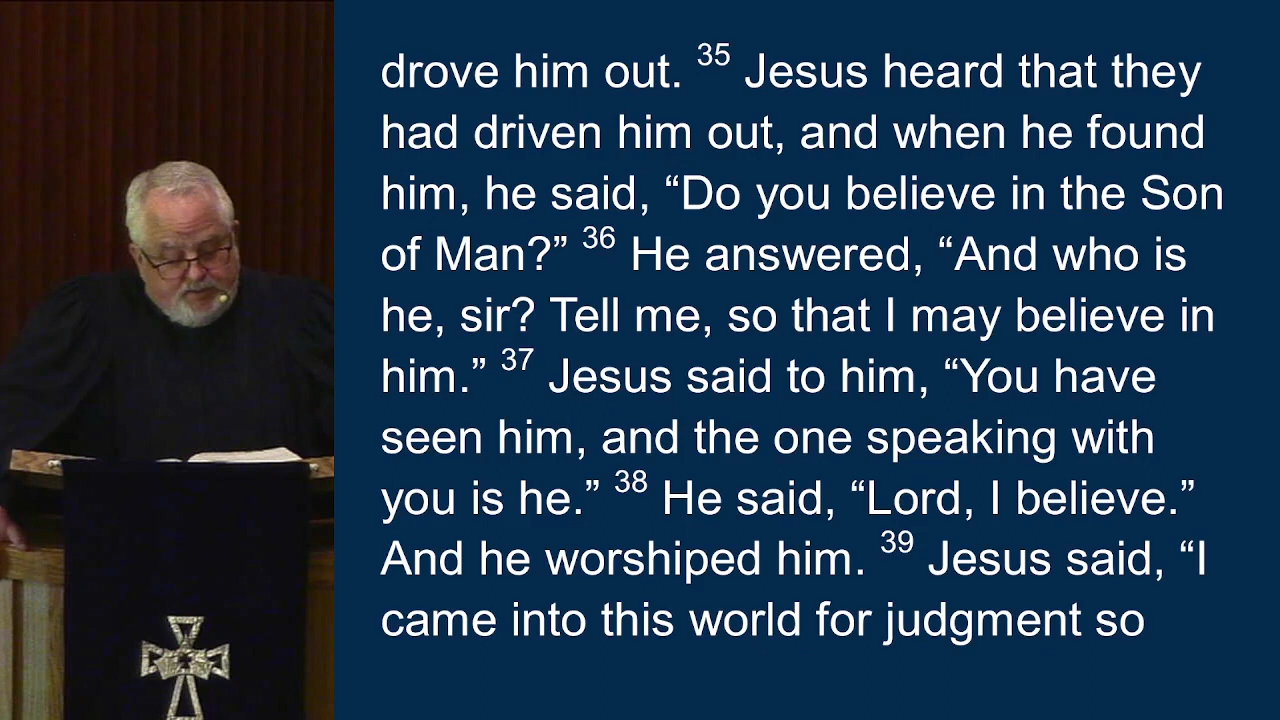 drove him out. 35 Jesus heard that they
had driven him out, and when he found
him, he said, “Do you believe in the Son
of Man?” 36 He answered, “And who is
he, sir? Tell me, so that I may believe in
him.” 37 Jesus said to him, “You have
seen him, and the one speaking with
you is he.” 38 He said, “Lord, I believe.”
And he worshiped him. 39 Jesus said, “I
came into this world for judgment so